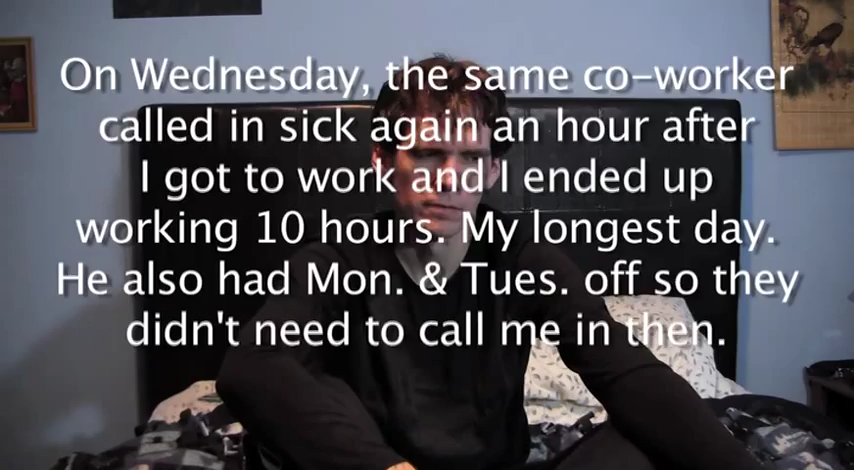 On Wednesday, the same co-worker
called in sick again an hour after
I got to work and I ended up
working 10 hours. My longest day.
He also had Mon. & Tues. off so they
didn't need to call me in then.